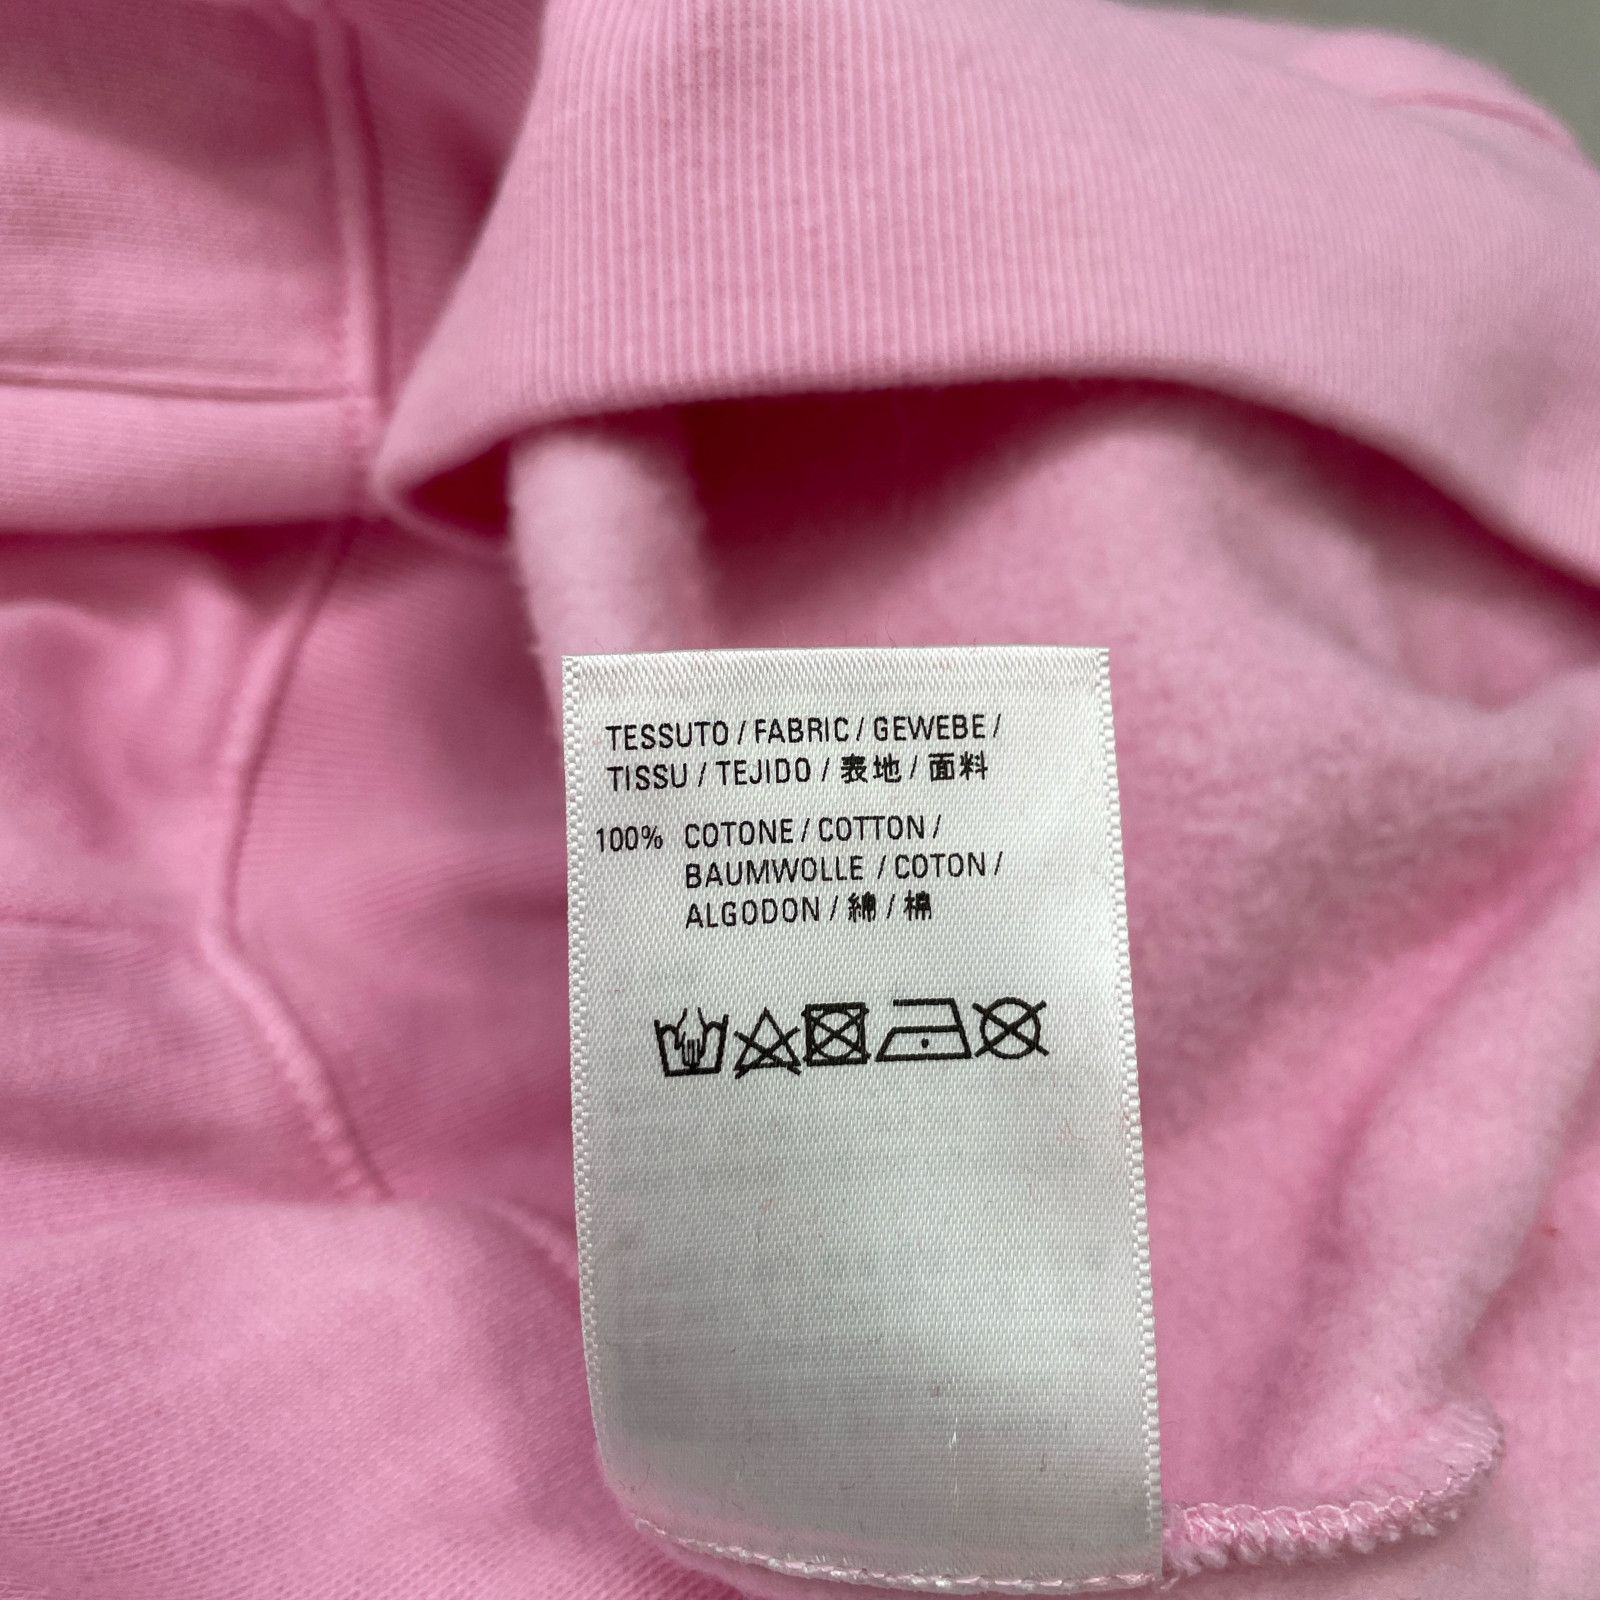 TESSUTO / FABRIC / GEWEBE /
TISSU / TEJIDO / 表地 / 面料
100% COTONE / COTTON /
BAUMWOLLE / COTON /
ALGODON / 綿 / 棉